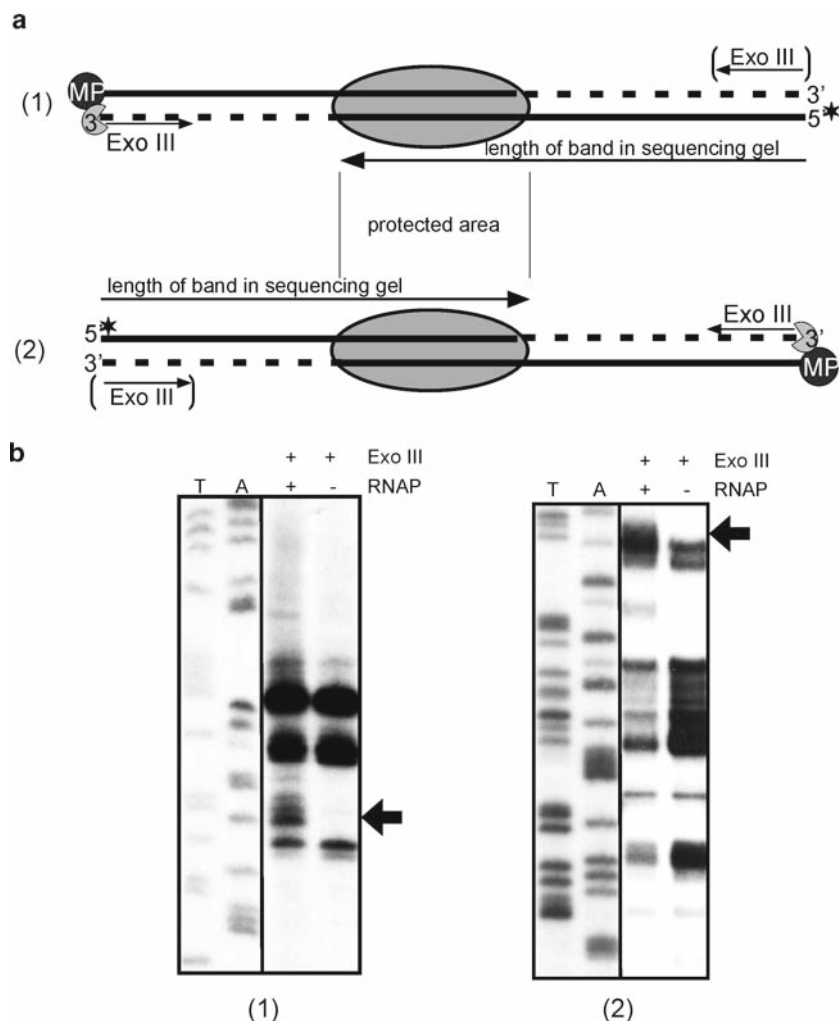 a
MP
Exo III
(1)
3'
3'
5'
Exo III
length of band in sequencing gel
protected area
length of band in sequencing gel
5'
Exo III
(2)
3'
3'
MP
Exo III
b
+ + Exo III
T A + - RNAP
+ + Exo III
T A + - RNAP
(1)
(2)